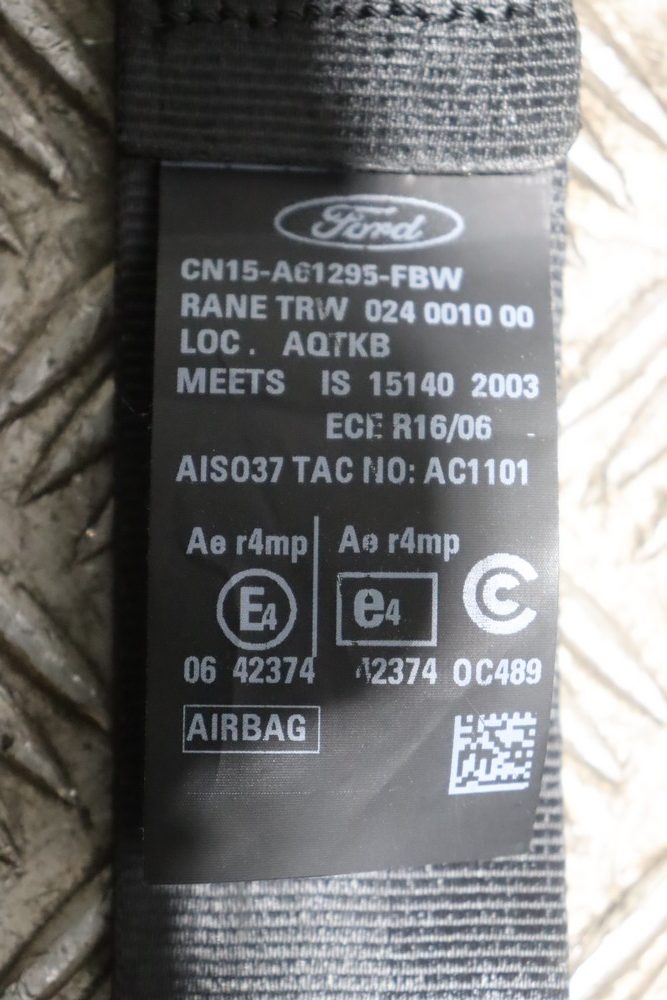 Ford
CN15-A61295-FBW
RANE TRW 024 0010 00
LOC. AQTKB
MEETS IS 15140 2003
ECE R16/06
AIS037 TAC NO: AC1101
Ae r4mp Ae r4mp
E4 e4 C
06 42374 42374 0C489
AIRBAG